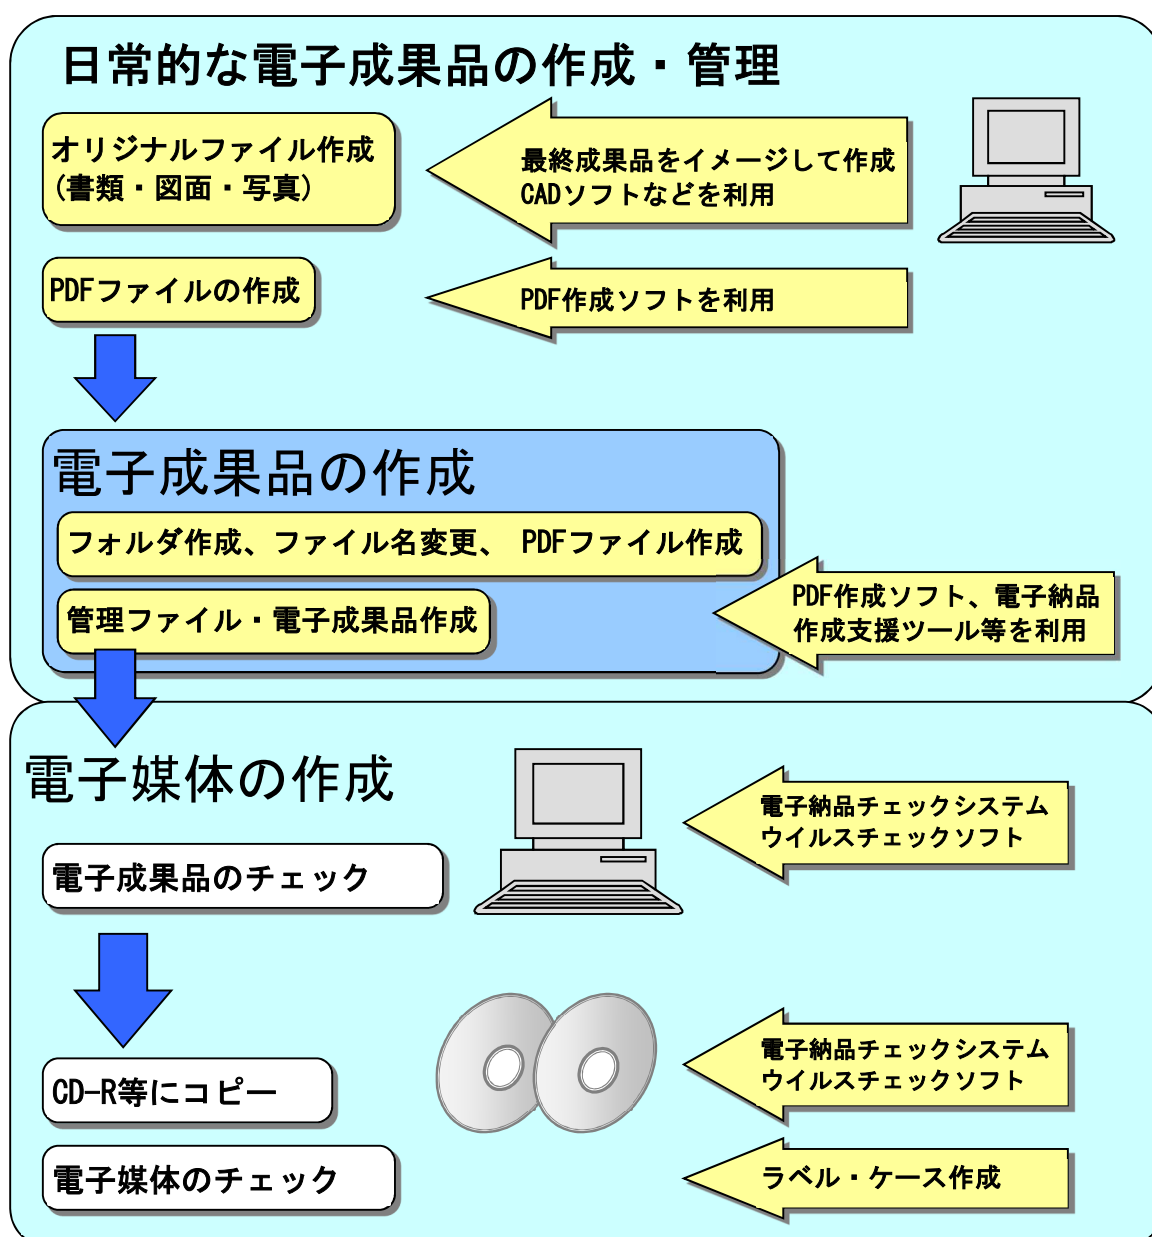 日常的な電子成果品の作成・管理
オリジナルファイル作成
(書類・図面・写真)
最終成果品をイメージして作成
CADソフトなどを利用
PDFファイルの作成
PDF作成ソフトを利用
電子成果品の作成
フォルダ作成、ファイル名変更、 PDFファイル作成
管理ファイル・電子成果品作成
PDF作成ソフト、電子納品
作成支援ツール等を利用
電子媒体の作成
電子納品チェックシステム
ウイルスチェックソフト
電子成果品のチェック
電子納品チェックシステム
ウイルスチェックソフト
CD-R等にコピー
電子媒体のチェック
ラベル・ケース作成